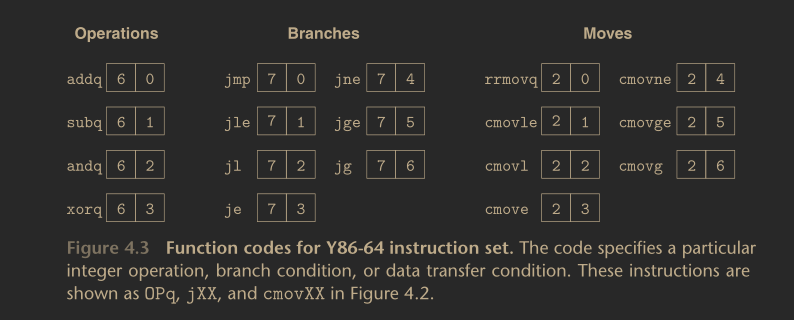 Operations Branches Moves
addq 6 0 jmp 7 0 jne 7 4 rrmovq 2 0 cmovne 2 4
subq 6 1 jle 7 1 jge 7 5 cmovle 2 1 cmovge 2 5
andq 6 2 jl 7 2 jg 7 6 cmovl 2 2 cmovg 2 6
xorq 6 3 je 7 3 cmove 2 3
Figure 4.3 Function codes for Y86-64 instruction set. The code specifies a particular
integer operation, branch condition, or data transfer condition. These instructions are
shown as OPq, jXX, and cmovXX in Figure 4.2.